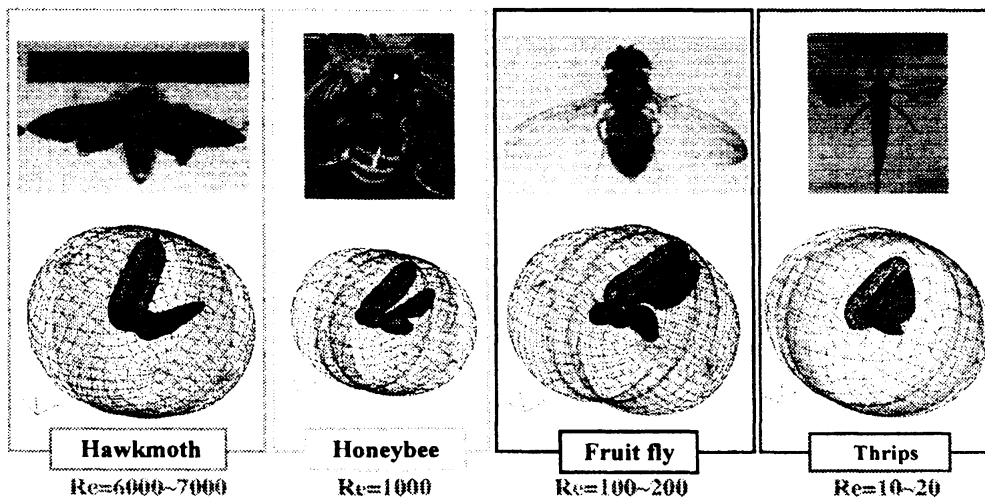 Hawkmoth
Re=6000~7000
Honeybee
Re=1000
Fruit fly
Re=100~200
Thrips
Re=10~20